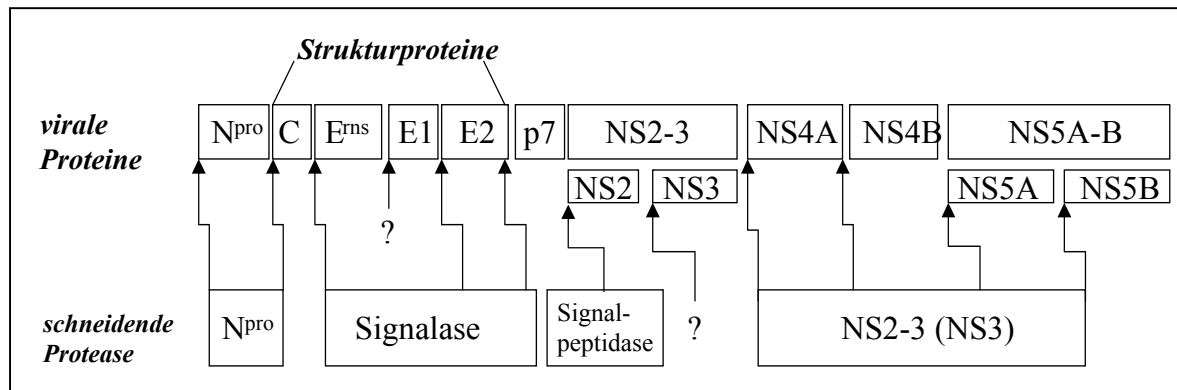 Strukturproteine
virale Proteine
Npro C Erns E1 E2 p7 NS2-3 NS4A NS4B NS5A-B
NS2 NS3 NS5A NS5B
?
schneidende Protease
Npro Signalase Signal-
peptidase ? NS2-3 (NS3)